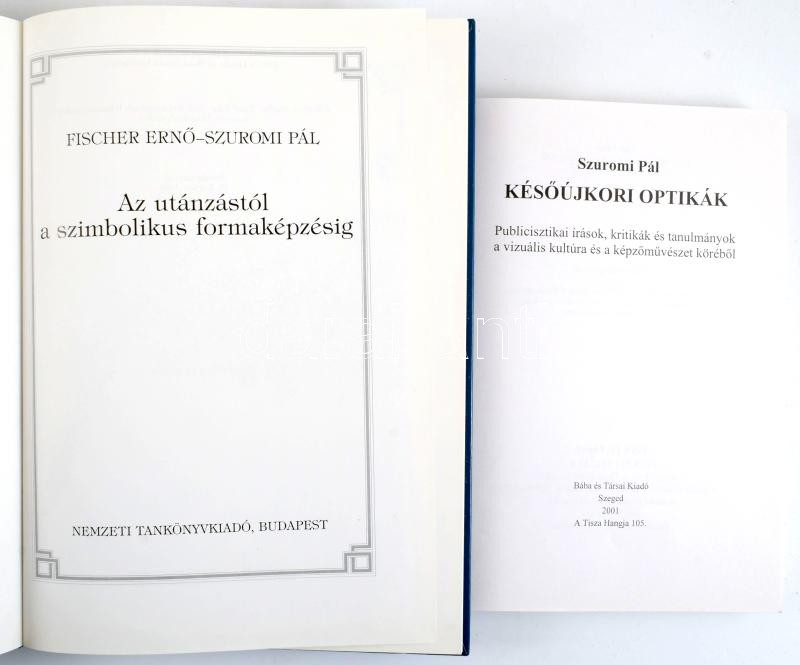 FISCHER ERNŐ–SZUROMI PÁL
Az utánzástól
a szimbolikus formaképzésig
NEMZETI TANKÖNYVKIADÓ, BUDAPEST
Szuromi Pál
KÉSŐÚJKORI OPTIKÁK
Publicisztikai írások, kritikák és tanulmányok
a vizuális kultúra és a képzőművészet köréből
Bába és Társai Kiadó
Szeged
2001
A Tisza Hangja 105.